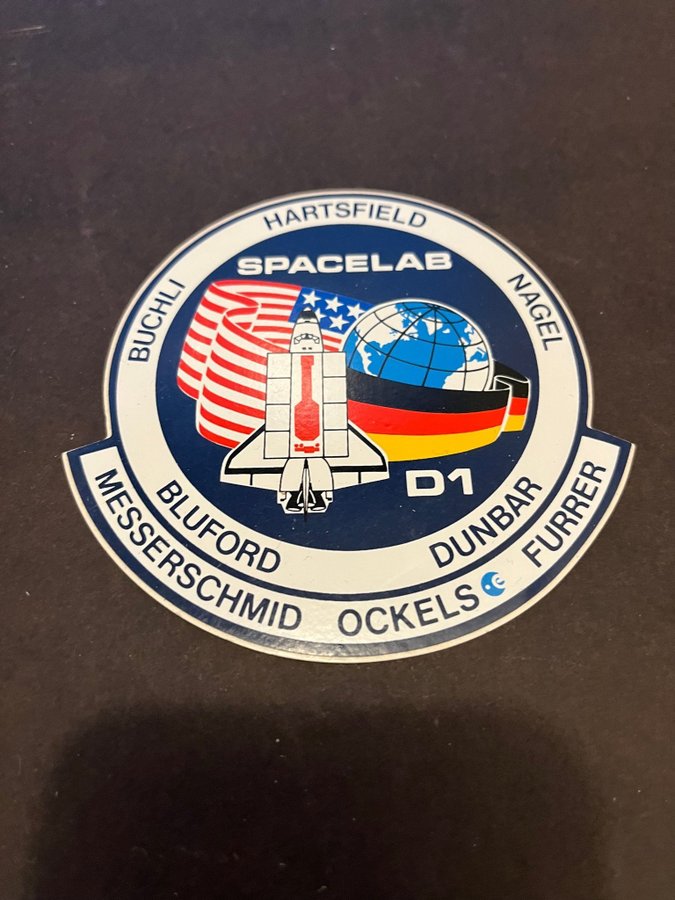 HARTSFIELD
BUCHLI
NAGEL
SPACELAB
D1
BLUFORD
DUNBAR
MESSERSCHMID OCKELS FURRER